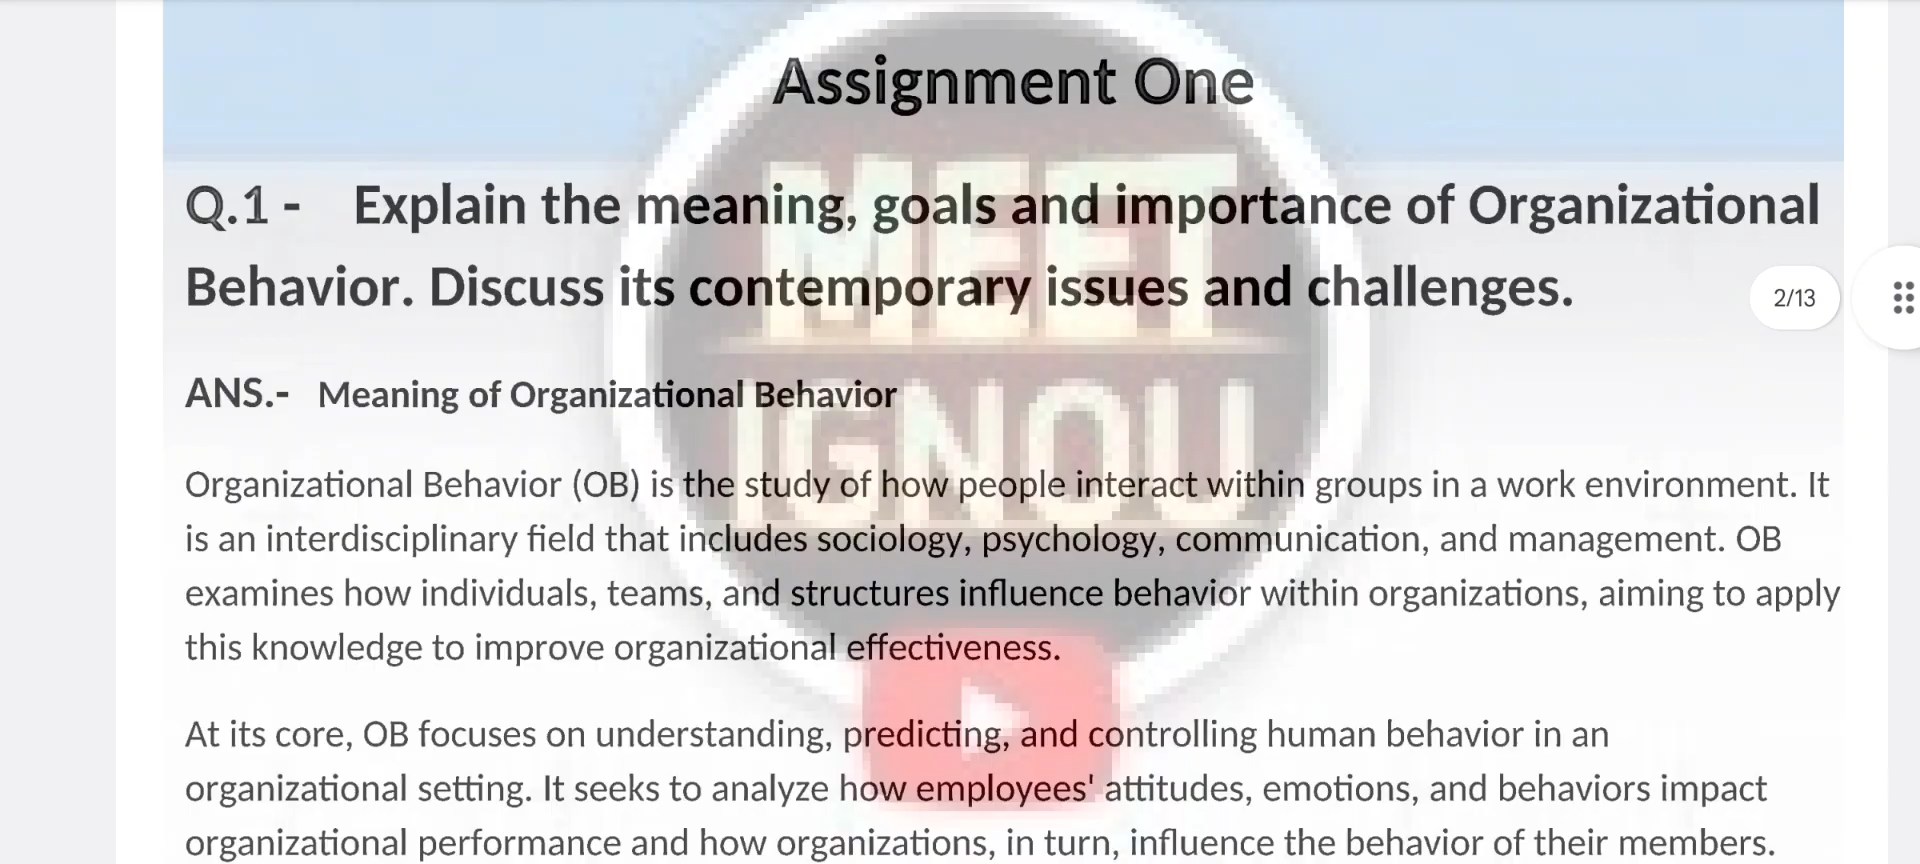 Assignment One
Q.1 - Explain the meaning, goals and importance of Organizational
Behavior. Discuss its contemporary issues and challenges.
2/13
ANS.- Meaning of Organizational Behavior
Organizational Behavior (OB) is the study of how people interact within groups in a work environment. It
is an interdisciplinary field that includes sociology, psychology, communication, and management. OB
examines how individuals, teams, and structures influence behavior within organizations, aiming to apply
this knowledge to improve organizational effectiveness.
At its core, OB focuses on understanding, predicting, and controlling human behavior in an
organizational setting. It seeks to analyze how employees' attitudes, emotions, and behaviors impact
organizational performance and how organizations, in turn, influence the behavior of their members.
MEET
IGNOU